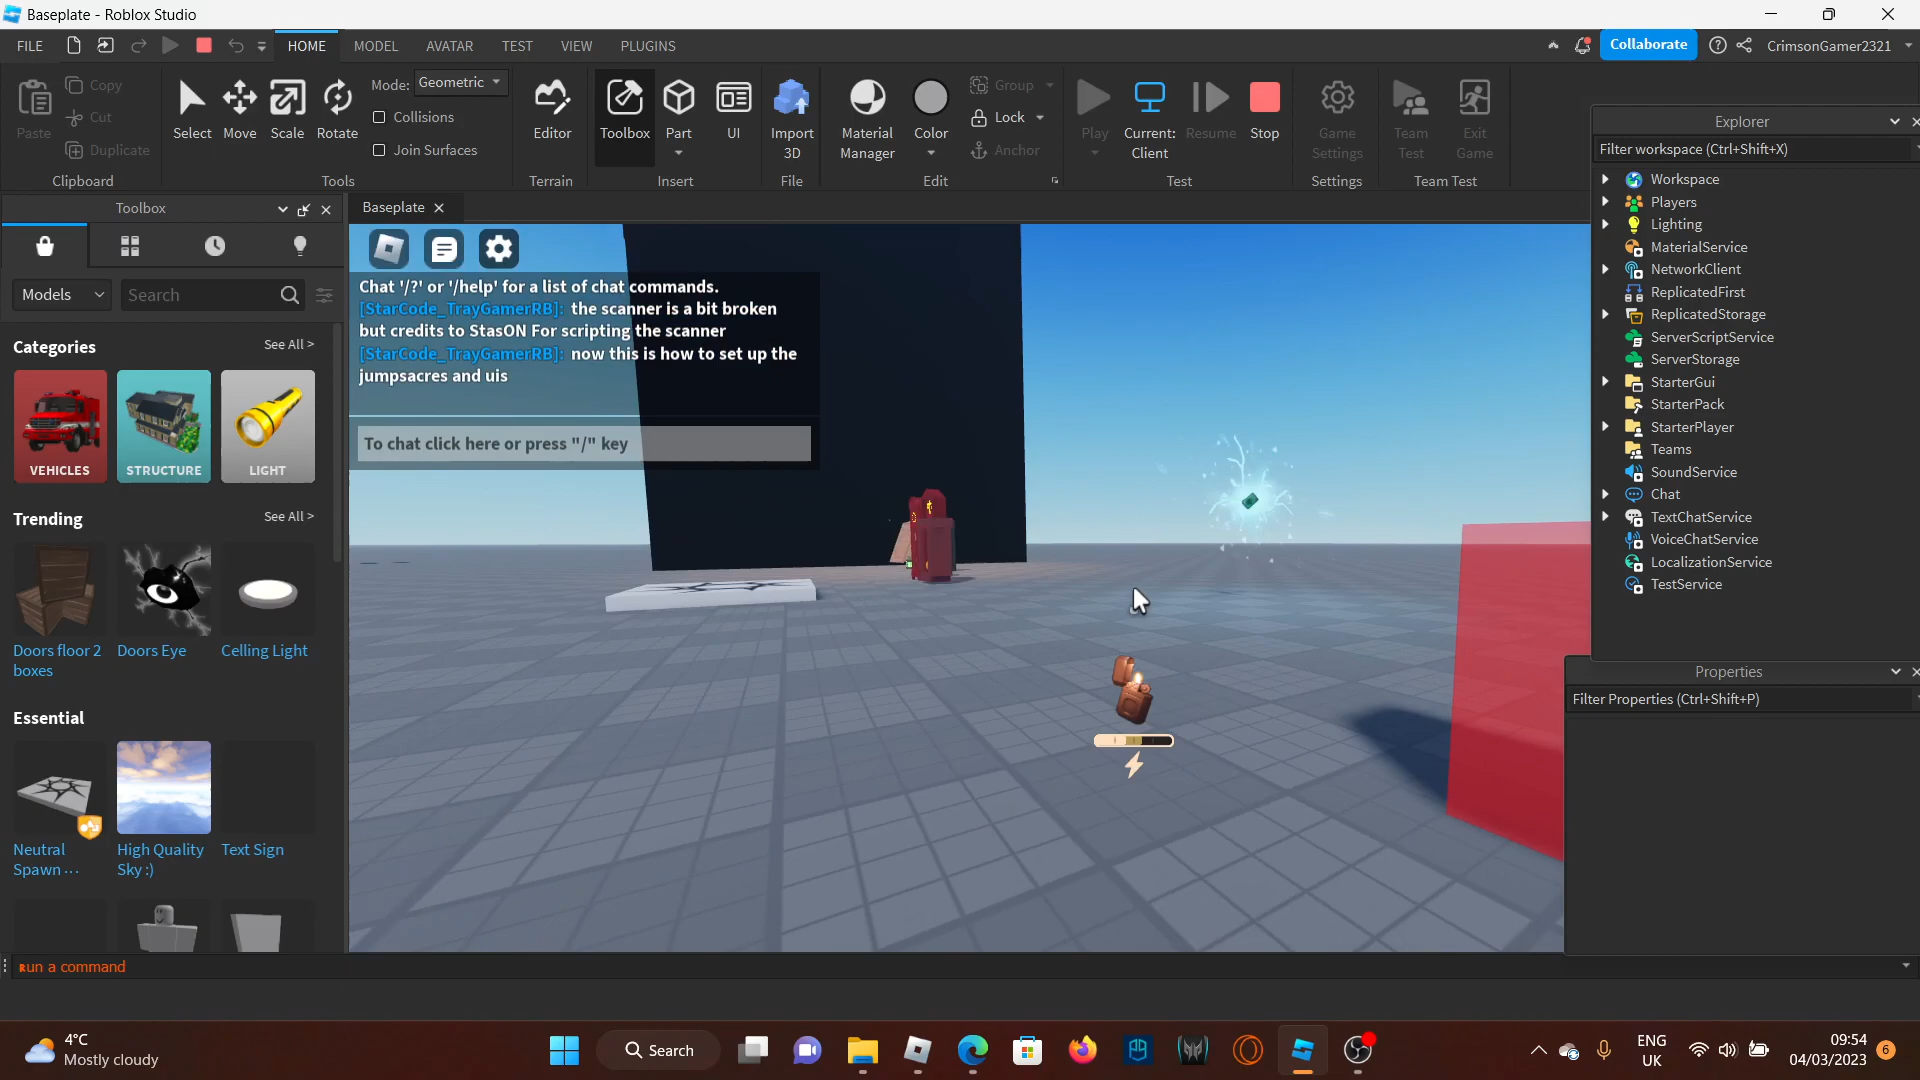 Baseplate - Roblox Studio
FILE HOME MODEL AVATAR TEST VIEW PLUGINS Collaborate CrimsonGamer2321
Paste Copy Cut Duplicate Clipboard
Select Move Scale Rotate Mode: Geometric Collisions Join Surfaces Tools
Editor Terrain
Toolbox Part UI Insert
Import 3D File
Material Manager Color Group Lock Anchor Edit
Play Current: Client Resume Stop Test
Game Settings Settings
Team Test Exit Game Team Test
Toolbox
Models Search
Categories See All >
VEHICLES STRUCTURE LIGHT
Trending See All >
Doors floor 2 boxes
Doors Eye
Celling Light
Essential
Neutral Spawn ...
High Quality Sky :)
Text Sign
Baseplate
Chat '/?' or '/help' for a list of chat commands.
[StarCode_TrayGamerRB]: the scanner is a bit broken
but credits to StasON For scripting the scanner
[StarCode_TrayGamerRB]: now this is how to set up the
jumpsacres and uis
To chat click here or press "/" key
Explorer
Filter workspace (Ctrl+Shift+X)
Workspace
Players
Lighting
MaterialService
NetworkClient
ReplicatedFirst
ReplicatedStorage
ServerScriptService
ServerStorage
StarterGui
StarterPack
StarterPlayer
Teams
SoundService
Chat
TextChatService
VoiceChatService
LocalizationService
TestService
Properties
Filter Properties (Ctrl+Shift+P)
Run a command
4°C
Mostly cloudy
Search
ENG
UK
09:54
04/03/2023
6